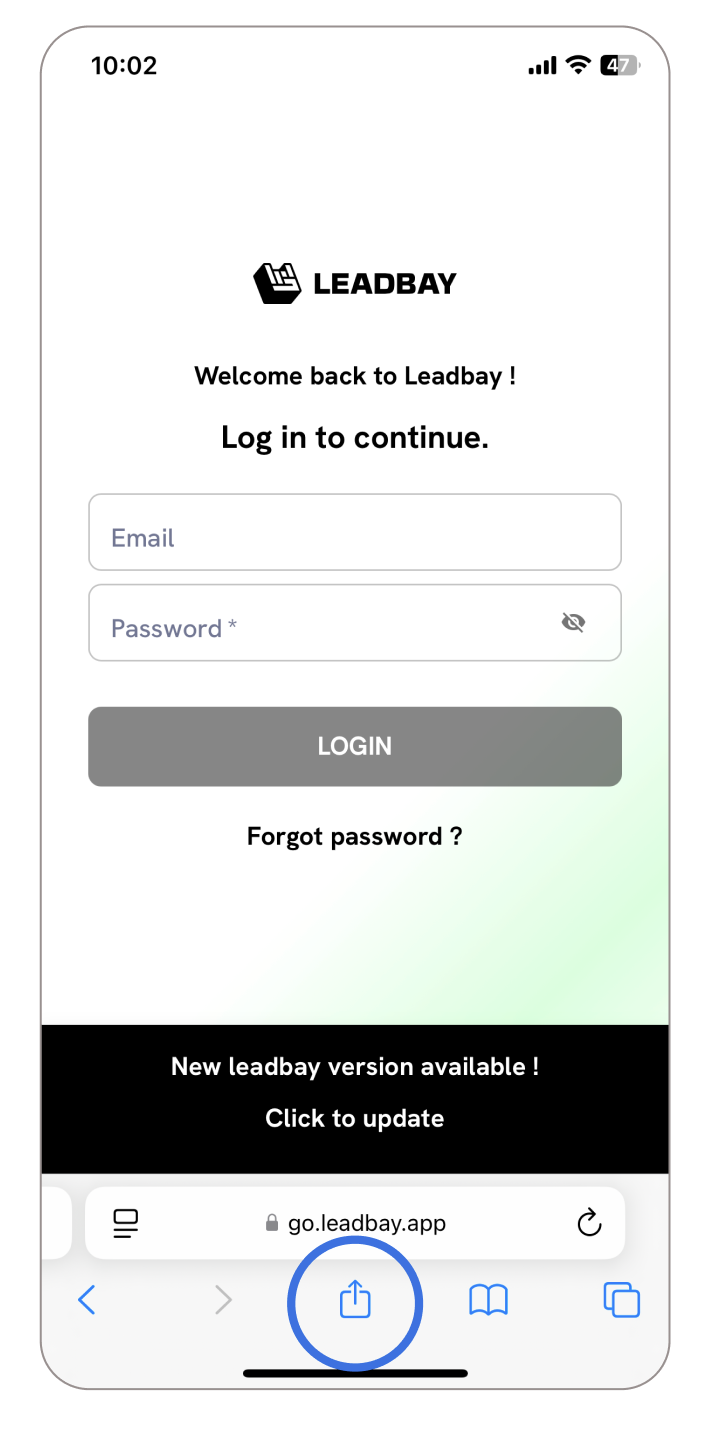 10:02
47
LEADBAY
Welcome back to Leadbay !
Log in to continue.
Email
Password *
LOGIN
Forgot password ?
New leadbay version available !
Click to update
go.leadbay.app